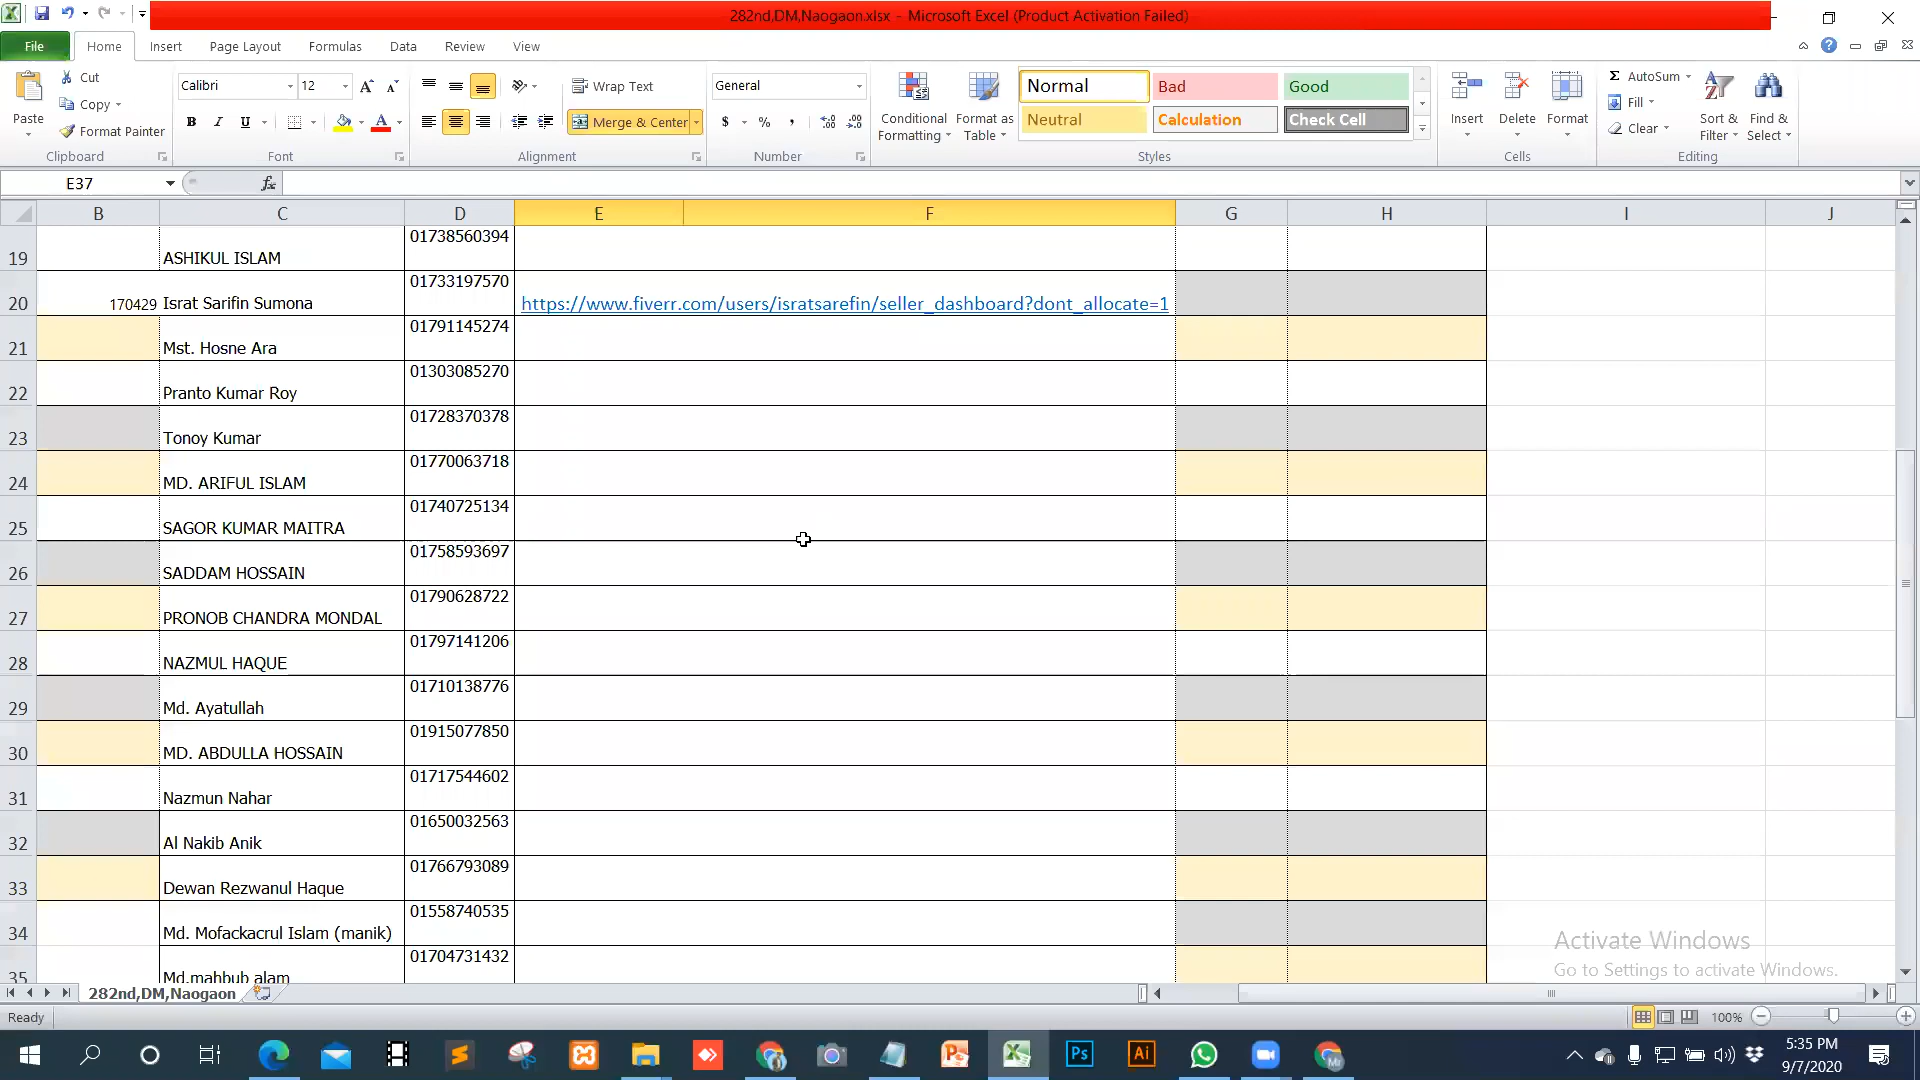 282nd,DM,Naogaon.xlsx - Microsoft Excel (Product Activation Failed)
File Home Insert Page Layout Formulas Data Review View
Paste Cut Copy Format Painter Clipboard
Calibri 12 A A B I U A Font
Wrap Text Merge & Center Alignment
General $ % , Number
Conditional Formatting Format as Table Normal Bad Good Neutral Calculation Check Cell Styles
Insert Delete Format Cells
Σ AutoSum Fill Clear Sort & Filter Find & Select Editing
E37 fx
B C D E F G H I J
19 ASHIKUL ISLAM 01738560394
20 170429 Israt Sarifin Sumona 01733197570 https://www.fiverr.com/users/isratsarefin/seller_dashboard?dont_allocate=1
21 Mst. Hosne Ara 01791145274
22 Pranto Kumar Roy 01303085270
23 Tonoy Kumar 01728370378
24 MD. ARIFUL ISLAM 01770063718
25 SAGOR KUMAR MAITRA 01740725134
26 SADDAM HOSSAIN 01758593697
27 PRONOB CHANDRA MONDAL 01790628722
28 NAZMUL HAQUE 01797141206
29 Md. Ayatullah 01710138776
30 MD. ABDULLA HOSSAIN 01915077850
31 Nazmun Nahar 01717544602
32 Al Nakib Anik 01650032563
33 Dewan Rezwanul Haque 01766793089
34 Md. Mofackacrul Islam (manik) 01558740535
35 Md.mahbub alam 01704731432
Activate Windows
Go to Settings to activate Windows.
282nd,DM,Naogaon
Ready 100%
Ps Ai
5:35 PM
9/7/2020